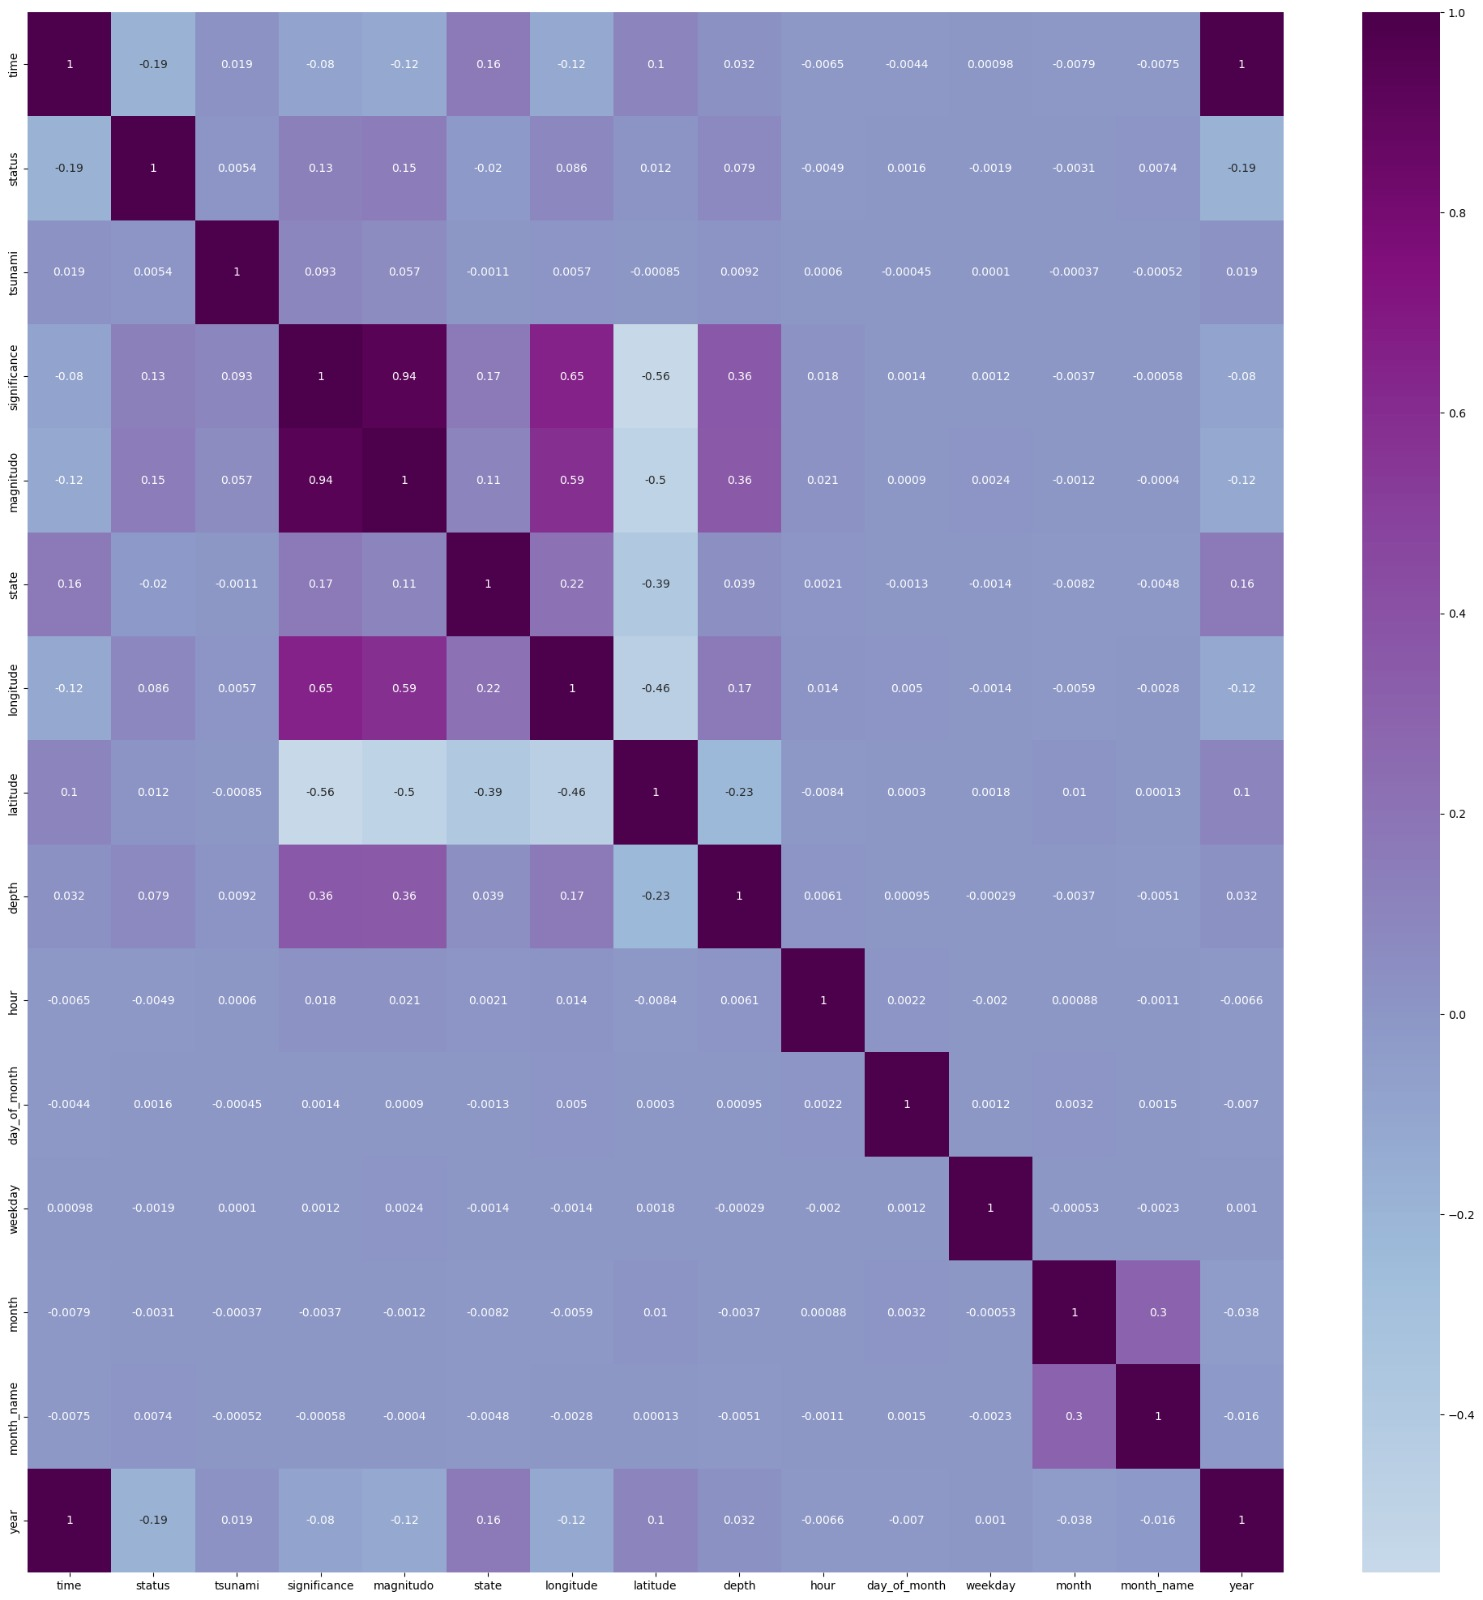 time 1 -0.19 0.019 -0.08 -0.12 0.16 -0.12 0.1 0.032 -0.0065 -0.0044 0.00098 -0.0079 -0.0075 1
status -0.19 1 0.0054 0.13 0.15 -0.02 0.086 0.012 0.079 -0.0049 0.0016 -0.0019 -0.0031 0.0074 -0.19
tsunami 0.019 0.0054 1 0.093 0.057 -0.0011 0.0057 -0.00085 0.0092 0.0006 -0.00045 0.0001 -0.00037 -0.00052 0.019
significance -0.08 0.13 0.093 1 0.94 0.17 0.65 -0.56 0.36 0.018 0.0014 0.0012 -0.0037 -0.00058 -0.08
magnitudo -0.12 0.15 0.057 0.94 1 0.11 0.59 -0.5 0.36 0.021 0.0009 0.0024 -0.0012 -0.0004 -0.12
state 0.16 -0.02 -0.0011 0.17 0.11 1 0.22 -0.39 0.039 0.0021 -0.0013 -0.0014 -0.0082 -0.0048 0.16
longitude -0.12 0.086 0.0057 0.65 0.59 0.22 1 -0.46 0.17 0.014 0.005 -0.0014 -0.0059 -0.0028 -0.12
latitude 0.1 0.012 -0.00085 -0.56 -0.5 -0.39 -0.46 1 -0.23 -0.0084 0.0003 0.0018 0.01 0.00013 0.1
depth 0.032 0.079 0.0092 0.36 0.36 0.039 0.17 -0.23 1 0.0061 0.00095 -0.00029 -0.0037 -0.0051 0.032
hour -0.0065 -0.0049 0.0006 0.018 0.021 0.0021 0.014 -0.0084 0.0061 1 0.0022 -0.002 0.00088 -0.0011 -0.0066
day_of_month -0.0044 0.0016 -0.00045 0.0014 0.0009 -0.0013 0.005 0.0003 0.00095 0.0022 1 0.0012 0.0032 0.0015 -0.007
weekday 0.00098 -0.0019 0.0001 0.0012 0.0024 -0.0014 -0.0014 0.0018 -0.00029 -0.002 0.0012 1 -0.00053 -0.0023 0.001
month -0.0079 -0.0031 -0.00037 -0.0037 -0.0012 -0.0082 -0.0059 0.01 -0.0037 0.00088 0.0032 -0.00053 1 0.3 -0.038
month_name -0.0075 0.0074 -0.00052 -0.00058 -0.0004 -0.0048 -0.0028 0.00013 -0.0051 -0.0011 0.0015 -0.0023 0.3 1 -0.016
year 1 -0.19 0.019 -0.08 -0.12 0.16 -0.12 0.1 0.032 -0.0066 -0.007 0.001 -0.038 -0.016 1
time status tsunami significance magnitudo state longitude latitude depth hour day_of_month weekday month month_name year
1.0
0.8
0.6
0.4
0.2
0.0
−0.2
−0.4